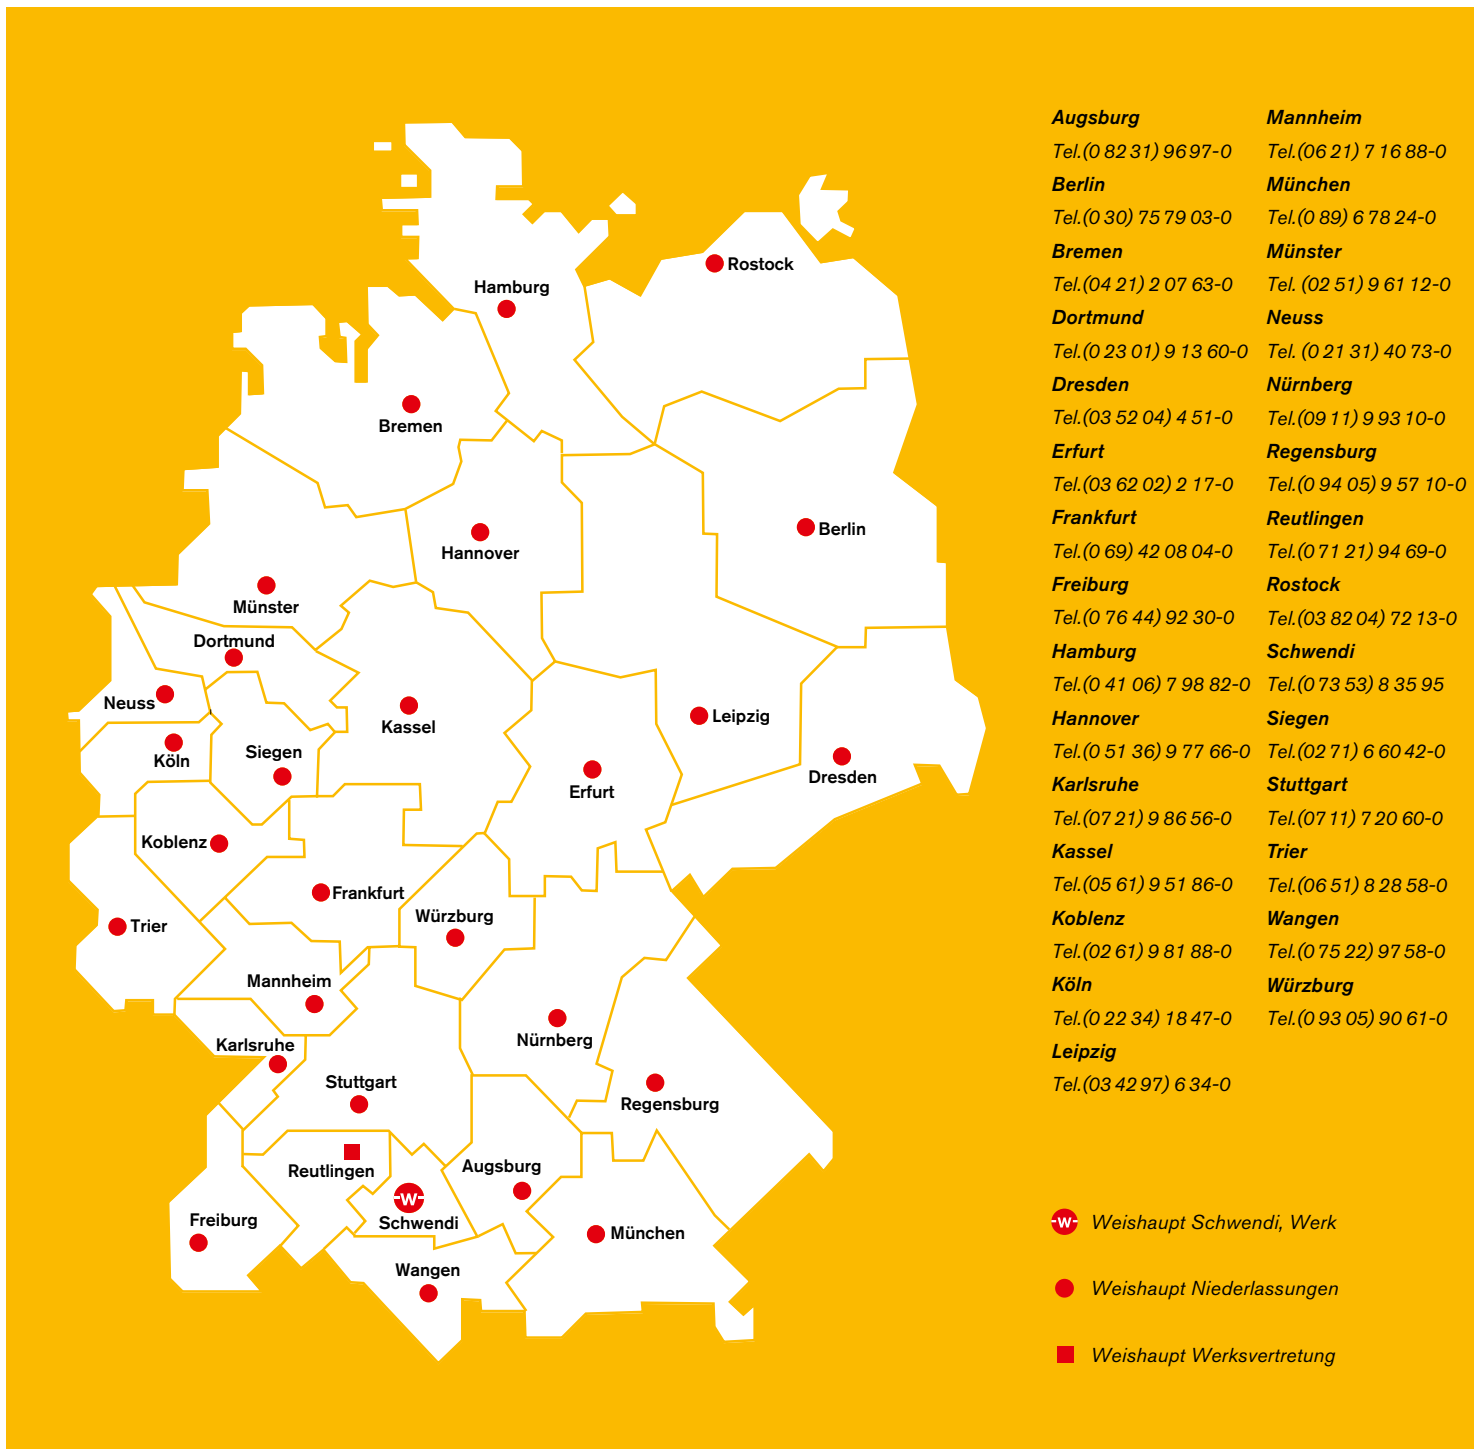 Rostock
Hamburg
Bremen
Berlin
Hannover
Münster
Dortmund
Neuss
Kassel
Leipzig
Köln
Siegen
Dresden
Erfurt
Koblenz
Frankfurt
Würzburg
Trier
Mannheim
Nürnberg
Karlsruhe
Stuttgart
Regensburg
Reutlingen
Augsburg
-W-
Schwendi
Freiburg
München
Wangen
Augsburg
Tel.(0 82 31) 96 97-0
Berlin
Tel.(0 30) 75 79 03-0
Bremen
Tel.(04 21) 2 07 63-0
Dortmund
Tel.(0 23 01) 9 13 60-0
Dresden
Tel.(03 52 04) 4 51-0
Erfurt
Tel.(03 62 02) 2 17-0
Frankfurt
Tel.(0 69) 42 08 04-0
Freiburg
Tel.(0 76 44) 92 30-0
Hamburg
Tel.(0 41 06) 7 98 82-0
Hannover
Tel.(0 51 36) 9 77 66-0
Karlsruhe
Tel.(07 21) 9 86 56-0
Kassel
Tel.(05 61) 9 51 86-0
Koblenz
Tel.(02 61) 9 81 88-0
Köln
Tel.(0 22 34) 18 47-0
Leipzig
Tel.(03 42 97) 6 34-0
Mannheim
Tel.(06 21) 7 16 88-0
München
Tel.(0 89) 6 78 24-0
Münster
Tel. (02 51) 9 61 12-0
Neuss
Tel. (0 21 31) 40 73-0
Nürnberg
Tel.(09 11) 9 93 10-0
Regensburg
Tel.(0 94 05) 9 57 10-0
Reutlingen
Tel.(0 71 21) 94 69-0
Rostock
Tel.(03 82 04) 72 13-0
Schwendi
Tel.(0 73 53) 8 35 95
Siegen
Tel.(02 71) 6 60 42-0
Stuttgart
Tel.(07 11) 7 20 60-0
Trier
Tel.(06 51) 8 28 58-0
Wangen
Tel.(0 75 22) 97 58-0
Würzburg
Tel.(0 93 05) 90 61-0
-W- Weishaupt Schwendi, Werk
Weishaupt Niederlassungen
Weishaupt Werksvertretung